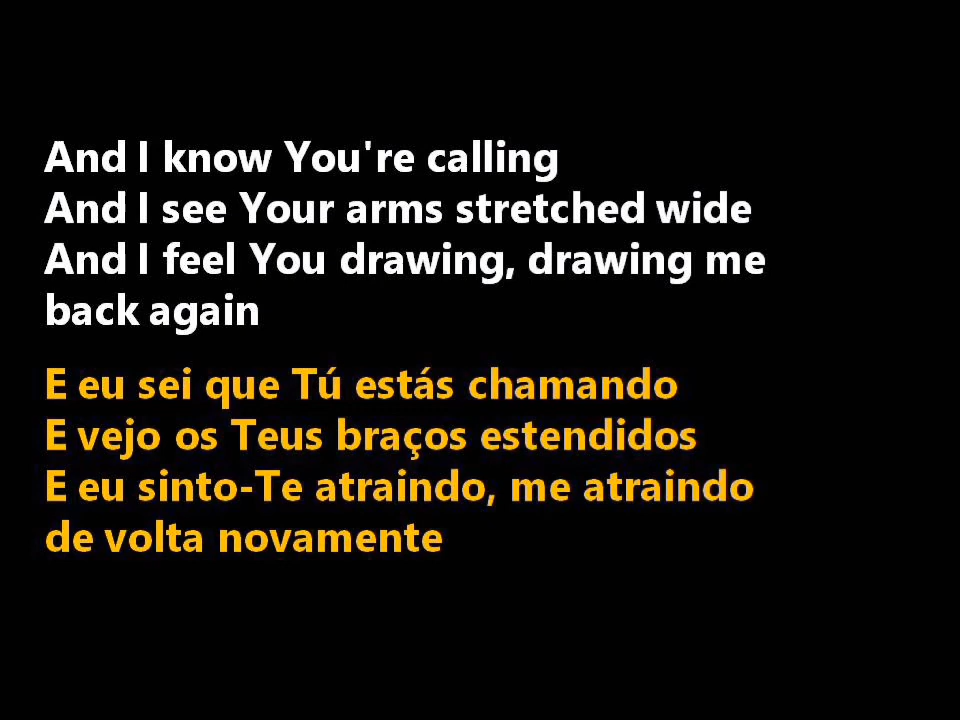 And I know You're calling
And I see Your arms stretched wide
And I feel You drawing, drawing me
back again
E eu sei que Tú estás chamando
E vejo os Teus braços estendidos
E eu sinto-Te atraindo, me atraindo
de volta novamente